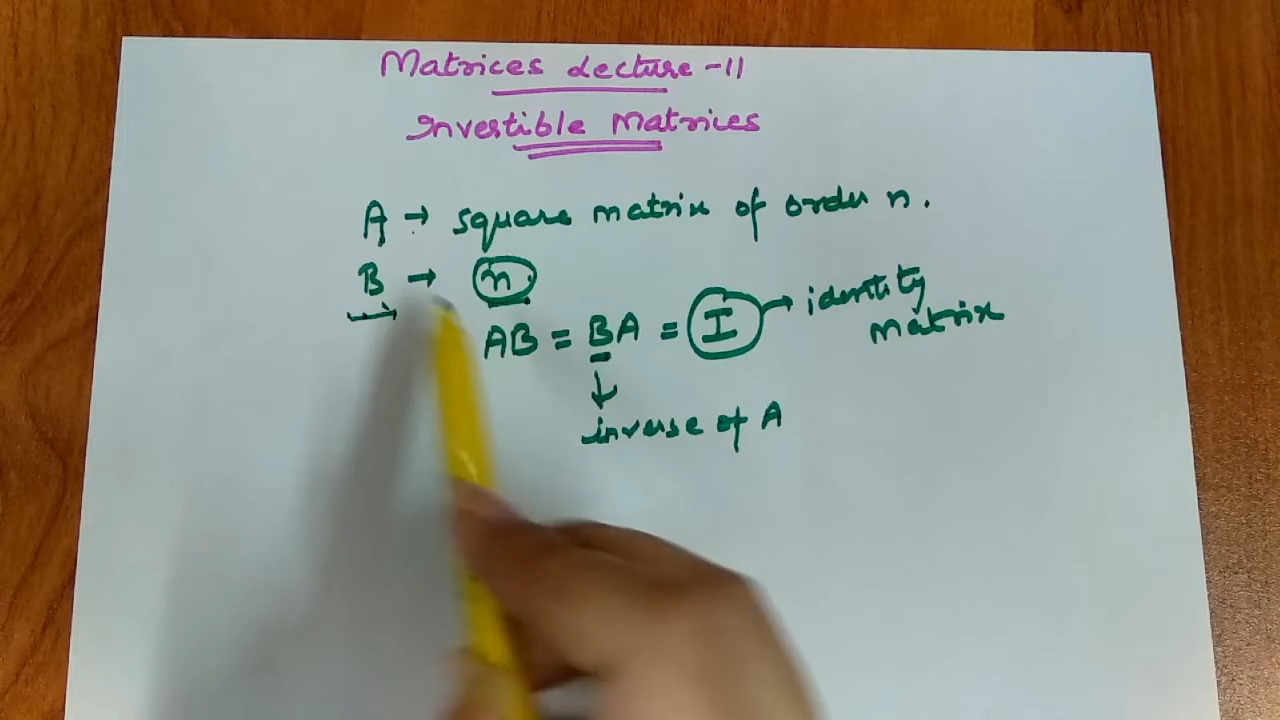 Matrices Lecture -11
Invertible Matrices
A → square matrix of order n.
B → n
AB = BA = I → identity matrix
↓
inverse of A